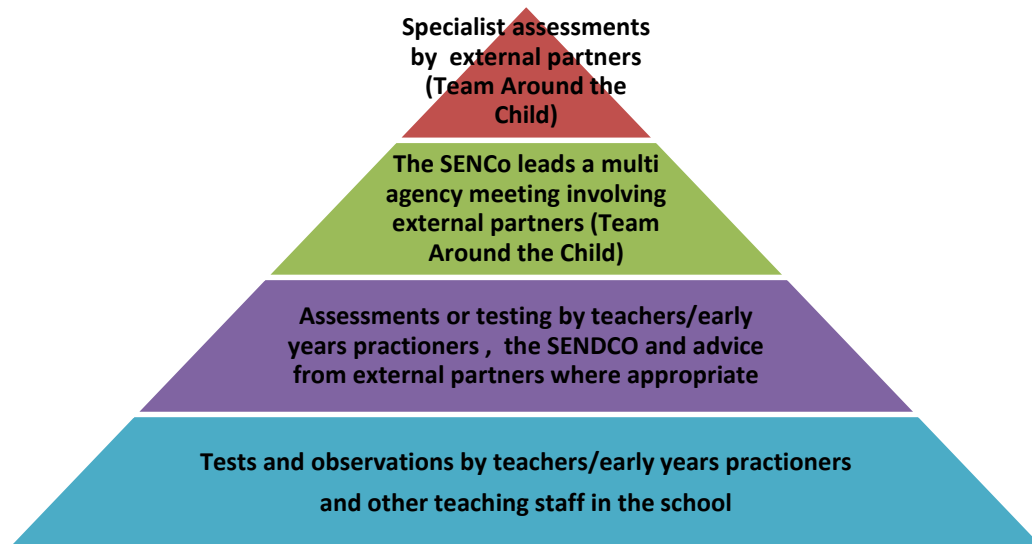 Specialist assessments
by external partners
(Team Around the
Child)
The SENCo leads a multi
agency meeting involving
external partners (Team
Around the Child)
Assessments or testing by teachers/early
years practioners , the SENDCO and advice
from external partners where appropriate
Tests and observations by teachers/early years practioners
and other teaching staff in the school